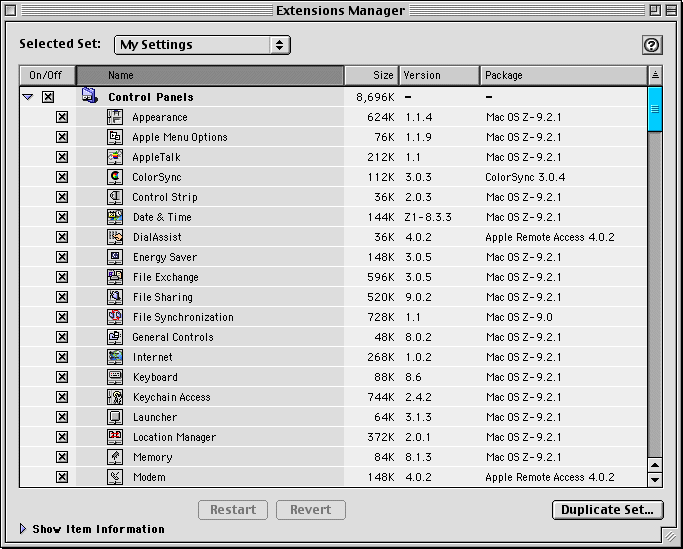 Extensions Manager
Selected Set: My Settings
?
On/Off Name Size Version Package
Control Panels 8,696K – –
Appearance 624K 1.1.4 Mac OS Z-9.2.1
Apple Menu Options 76K 1.1.9 Mac OS Z-9.2.1
AppleTalk 212K 1.1 Mac OS Z-9.2.1
ColorSync 112K 3.0.3 ColorSync 3.0.4
Control Strip 36K 2.0.3 Mac OS Z-9.2.1
Date & Time 144K Z1-8.3.3 Mac OS Z-9.2.1
DialAssist 36K 4.0.2 Apple Remote Access 4.0.2
Energy Saver 148K 3.0.5 Mac OS Z-9.2.1
File Exchange 596K 3.0.5 Mac OS Z-9.2.1
File Sharing 520K 9.0.2 Mac OS Z-9.2.1
File Synchronization 728K 1.1 Mac OS Z-9.0
General Controls 48K 8.0.2 Mac OS Z-9.2.1
Internet 268K 1.0.2 Mac OS Z-9.2.1
Keyboard 88K 8.6 Mac OS Z-9.2.1
Keychain Access 744K 2.4.2 Mac OS Z-9.2.1
Launcher 64K 3.1.3 Mac OS Z-9.2.1
Location Manager 372K 2.0.1 Mac OS Z-9.2.1
Memory 84K 8.1.3 Mac OS Z-9.2.1
Modem 148K 4.0.2 Apple Remote Access 4.0.2
Restart Revert Duplicate Set...
Show Item Information